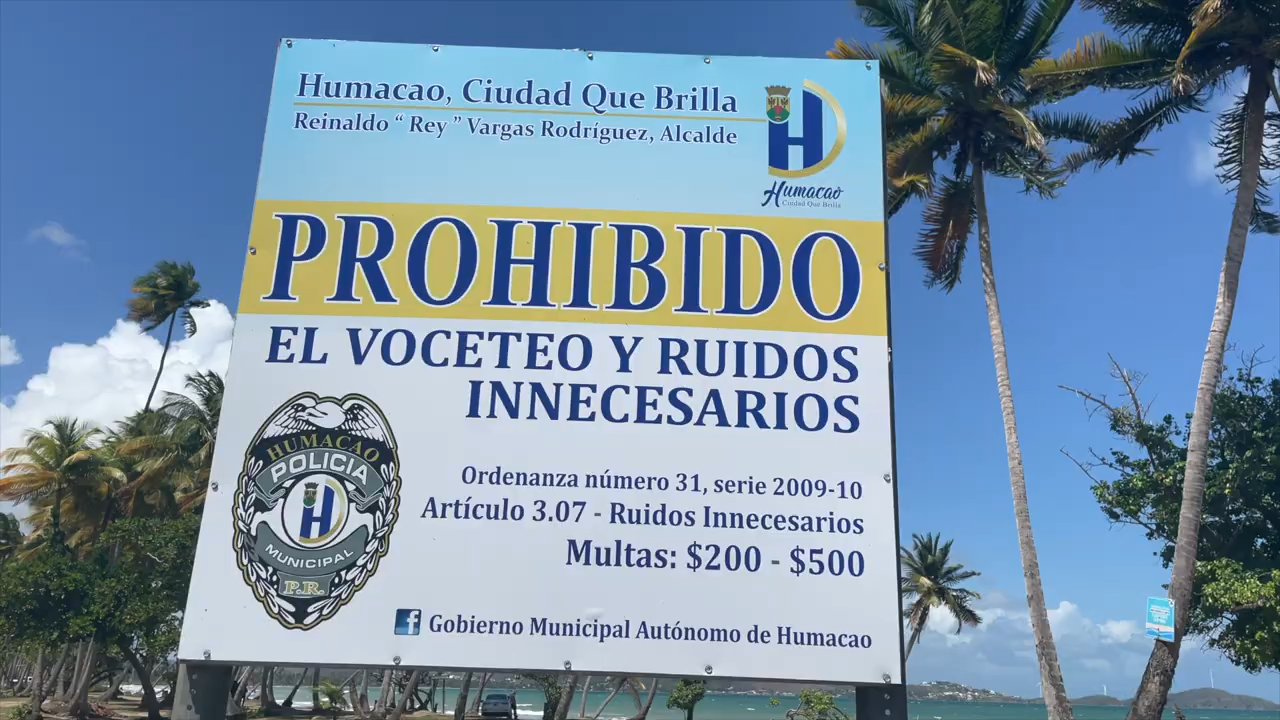 Humacao, Ciudad Que Brilla
Reinaldo “ Rey ” Vargas Rodríguez, Alcalde
H
Humacao
Ciudad Que Brilla
PROHIBIDO
EL VOCETEO Y RUIDOS
INNECESARIOS
HUMACAO
POLICIA
H
MUNICIPAL
P.R.
Ordenanza número 31, serie 2009-10
Artículo 3.07 - Ruidos Innecesarios
Multas: $200 - $500
f Gobierno Municipal Autónomo de Humacao